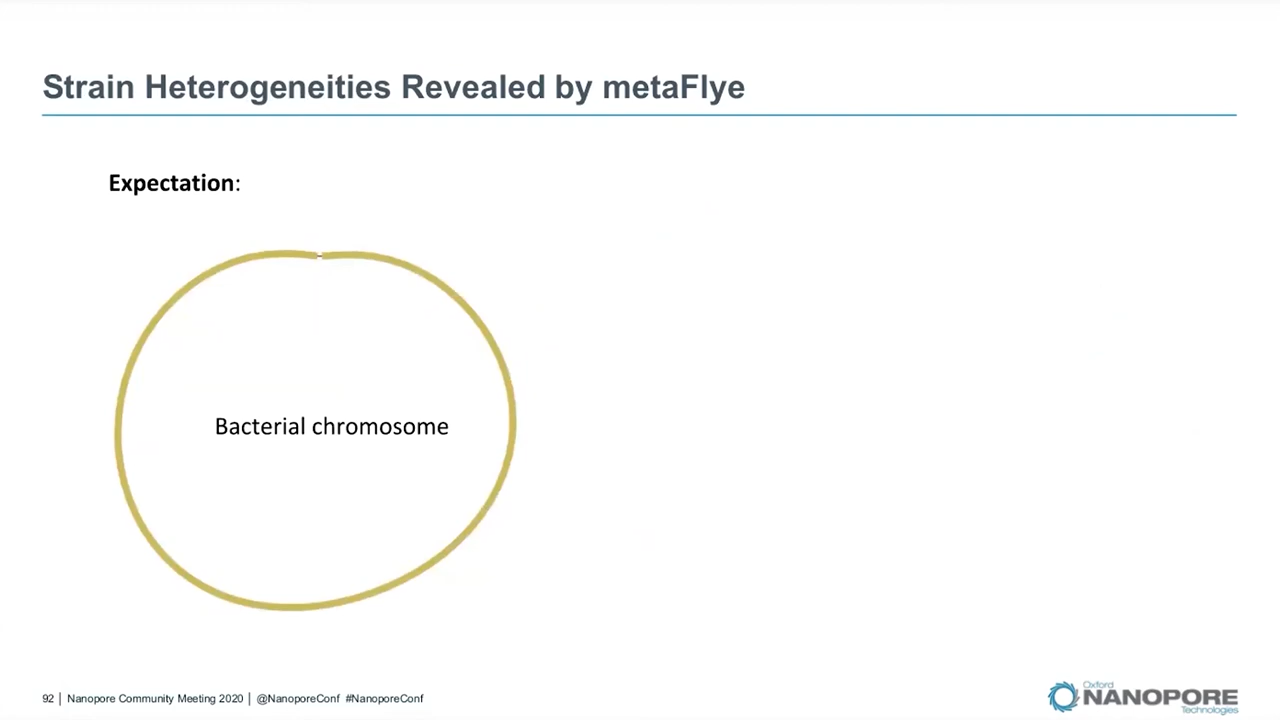 Strain Heterogeneities Revealed by metaFlye
Expectation:
Bacterial chromosome
92 | Nanopore Community Meeting 2020 | @NanoporeConf #NanoporeConf
Oxford
NANOPORE
Technologies